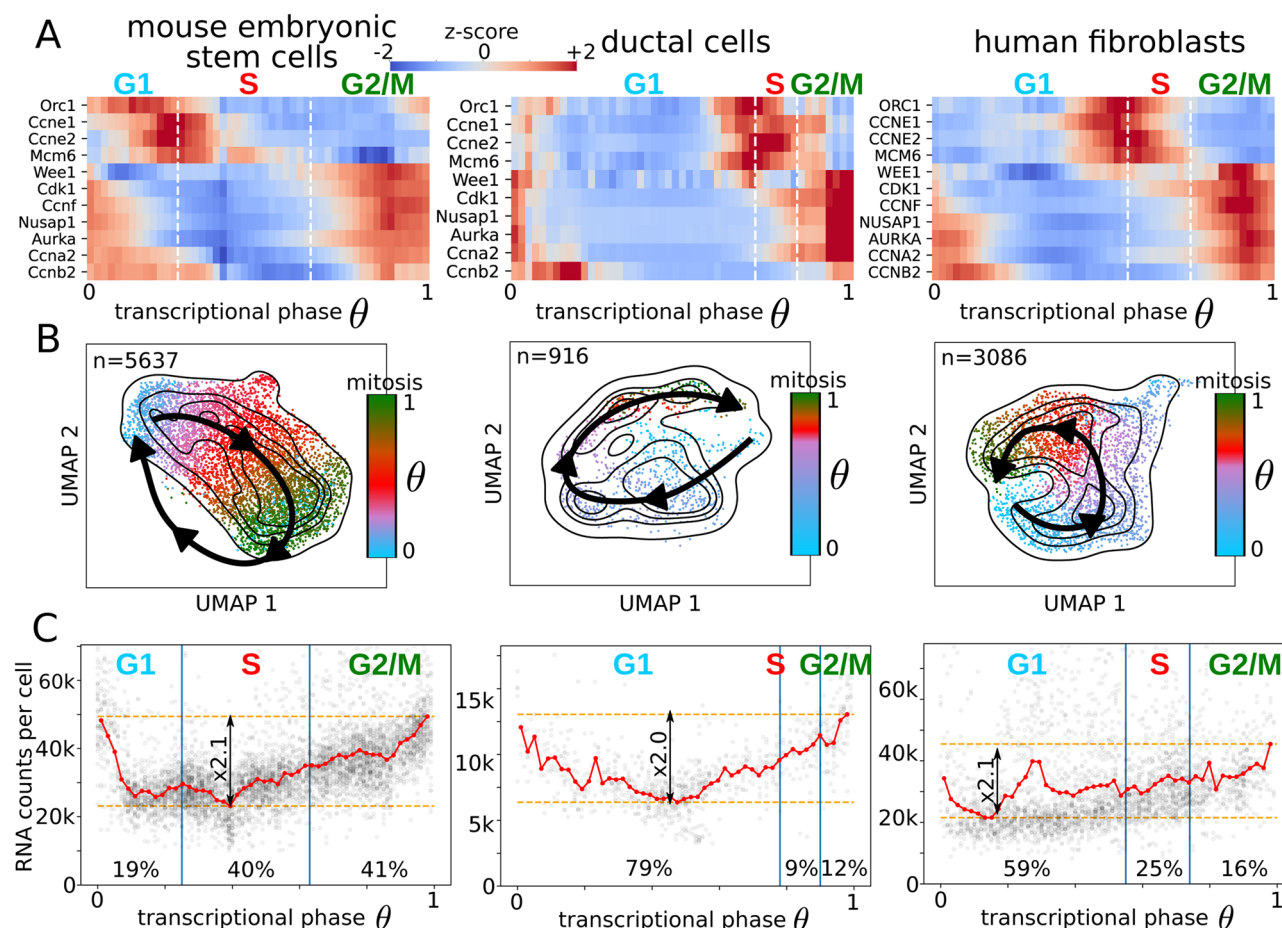 A
mouse embryonic
stem cells
z-score
-2 0 +2
ductal cells
human fibroblasts
G1 S G2/M
Orc1
Ccne1
Ccne2
Mcm6
Wee1
Cdk1
Ccnf
Nusap1
Aurka
Ccna2
Ccnb2
0 1
transcriptional phase θ
G1 S G2/M
Orc1
Ccne1
Ccne2
Mcm6
Wee1
Cdk1
Nusap1
Aurka
Ccna2
Ccnb2
0 1
transcriptional phase θ
G1 S G2/M
ORC1
CCNE1
CCNE2
MCM6
WEE1
CDK1
CCNF
NUSAP1
AURKA
CCNA2
CCNB2
0 1
transcriptional phase θ
B
n=5637
mitosis
1
θ
0
UMAP 2
UMAP 1
n=916
mitosis
1
θ
0
UMAP 2
UMAP 1
n=3086
mitosis
1
θ
0
UMAP 2
UMAP 1
C
RNA counts per cell
60k
40k
20k
0
G1 S G2/M
x2.1
19% 40% 41%
0 1
transcriptional phase θ
15k
10k
5k
0
G1 S G2/M
x2.0
79% 9% 12%
0 1
transcriptional phase θ
60k
40k
20k
0
G1 S G2/M
x2.1
59% 25% 16%
0 1
transcriptional phase θ